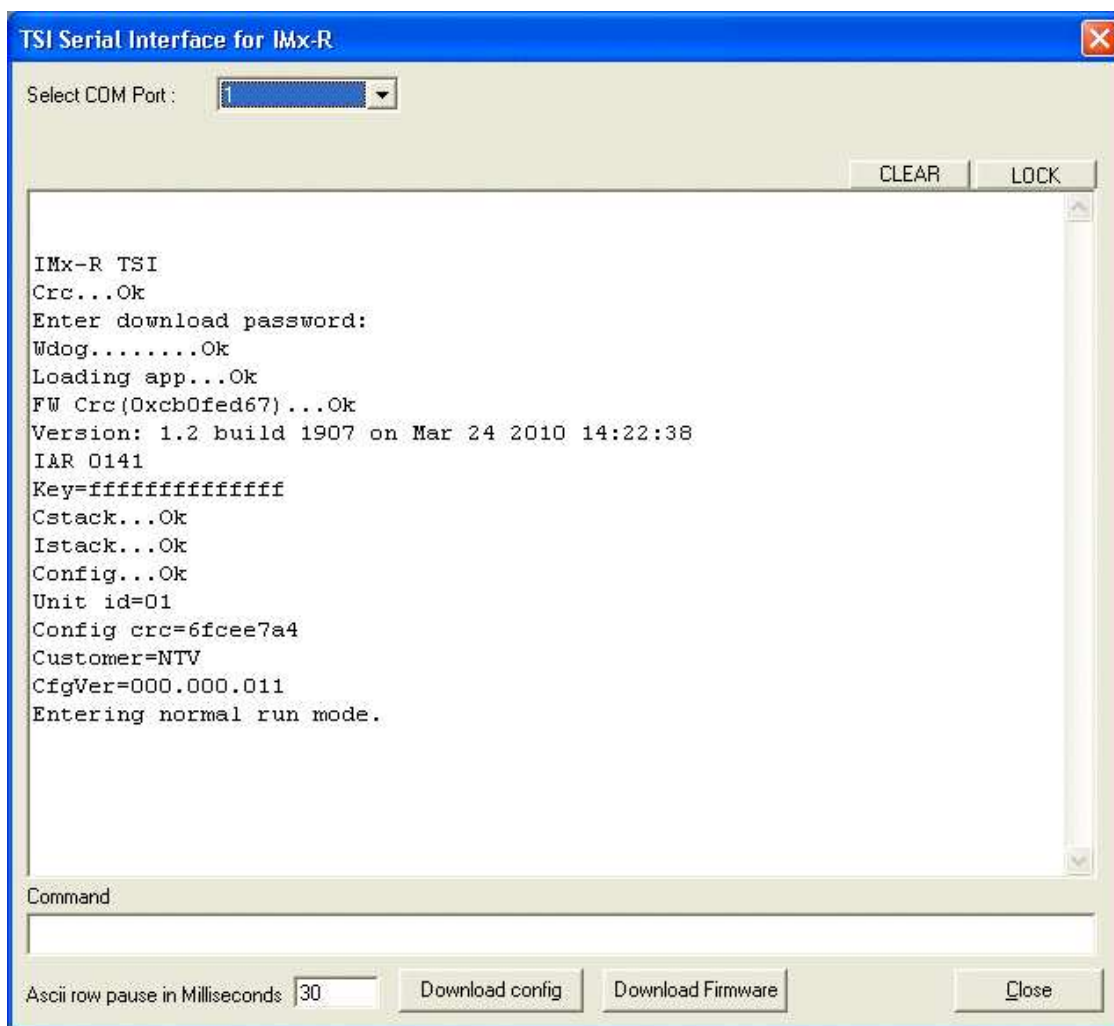 TSI Serial Interface for IMx-R
Select COM Port : 1
CLEAR LOCK
IMx-R TSI
Crc...Ok
Enter download password:
Wdog........Ok
Loading app...Ok
FW Crc(0xcb0fed67)...Ok
Version: 1.2 build 1907 on Mar 24 2010 14:22:38
IAR 0141
Key=ffffffffffffff
Cstack...Ok
Istack...Ok
Config...Ok
Unit id=01
Config crc=6fcee7a4
Customer=NTV
CfgVer=000.000.011
Entering normal run mode.
Command
Ascii row pause in Milliseconds 30 Download config Download Firmware Close